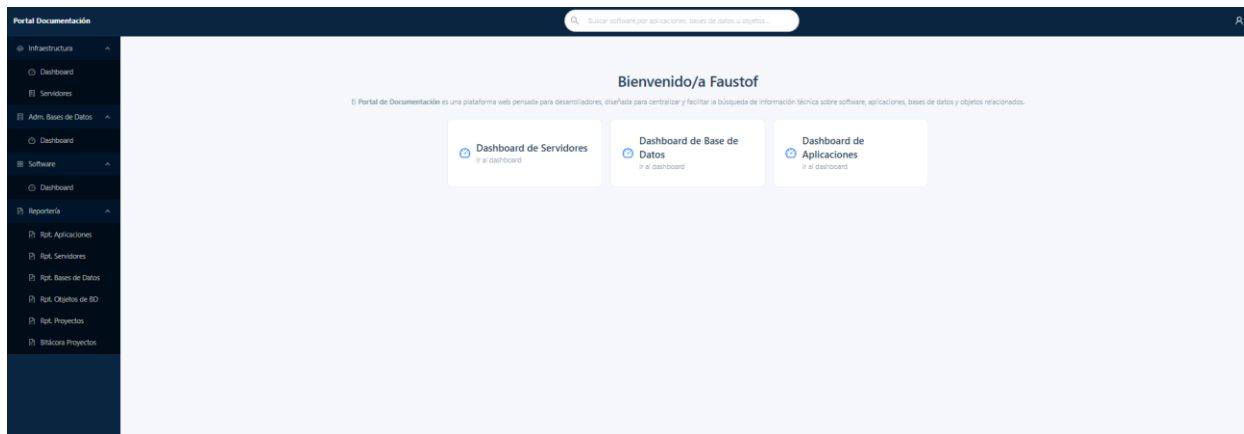 Portal Documentación
Buscar software por aplicaciones, bases de datos u objetos...
Infraestructura
Dashboard
Servidores
Adm. Bases de Datos
Dashboard
Software
Dashboard
Reportería
Rpt. Aplicaciones
Rpt. Servidores
Rpt. Bases de Datos
Rpt. Objetos de BD
Rpt. Proyectos
Bitácora Proyectos
Bienvenido/a Faustof
El Portal de Documentación es una plataforma web pensada para desarrolladores, diseñada para centralizar y facilitar la búsqueda de información técnica sobre software, aplicaciones, bases de datos y objetos relacionados.
Dashboard de Servidores
Ir al dashboard
Dashboard de Base de
Datos
Ir al dashboard
Dashboard de
Aplicaciones
Ir al dashboard